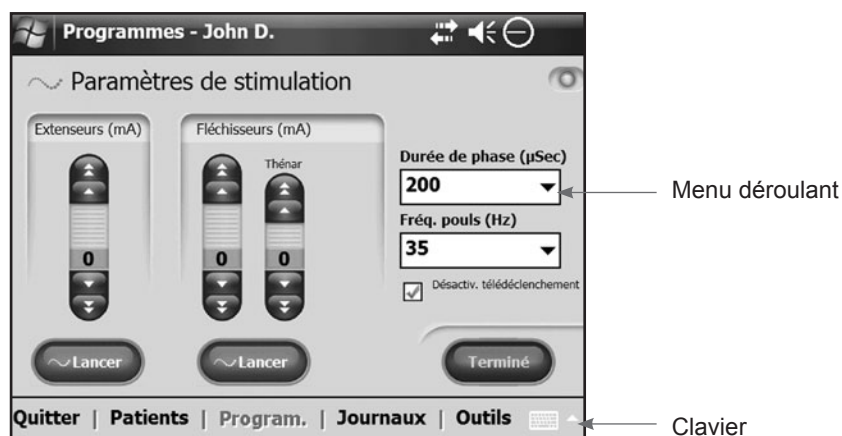 Programmes - John D.
Paramètres de stimulation
Extenseurs (mA)
Fléchisseurs (mA)
Thénar
0
0
0
Lancer
Lancer
Durée de phase (µSec)
200
Fréq. pouls (Hz)
35
Désactiv. télédéclenchement
Terminé
Menu déroulant
Quitter | Patients | Program. | Journaux | Outils
Clavier